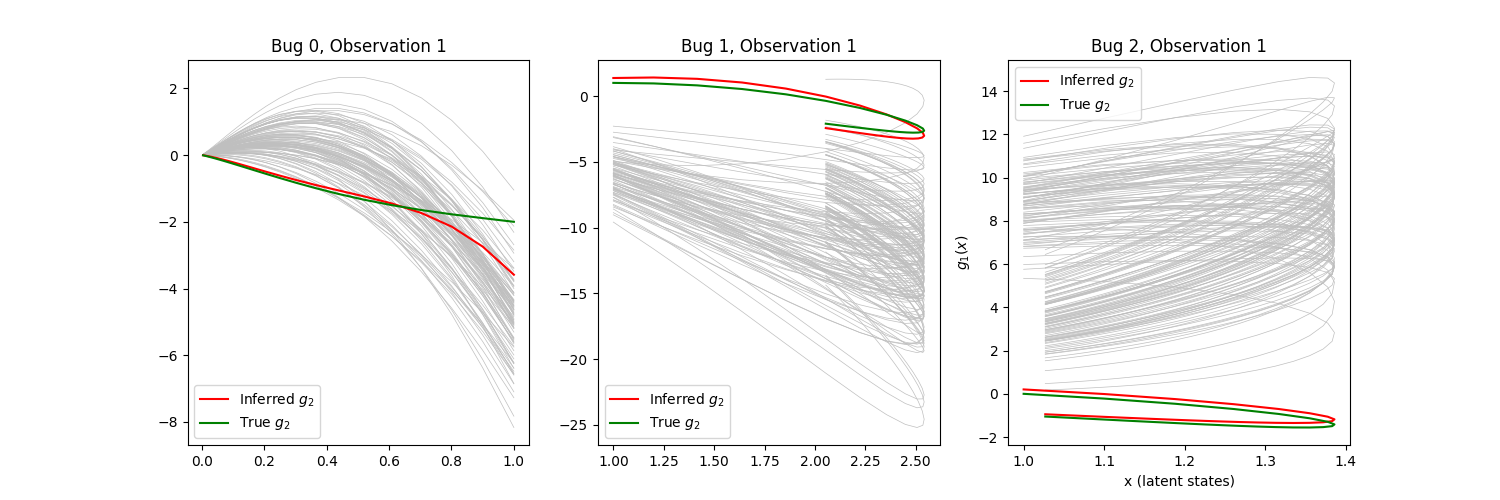 Bug 0, Observation 1
2
0
−2
−4
−6
−8
Inferred g₂
True g₂
0.0 0.2 0.4 0.6 0.8 1.0
Bug 1, Observation 1
0
−5
−10
−15
−20
−25
Inferred g₂
True g₂
1.00 1.25 1.50 1.75 2.00 2.25 2.50
Bug 2, Observation 1
Inferred g₂
True g₂
14
12
10
8
6
4
2
0
−2
g₁(x)
1.0 1.1 1.2 1.3 1.4
x (latent states)